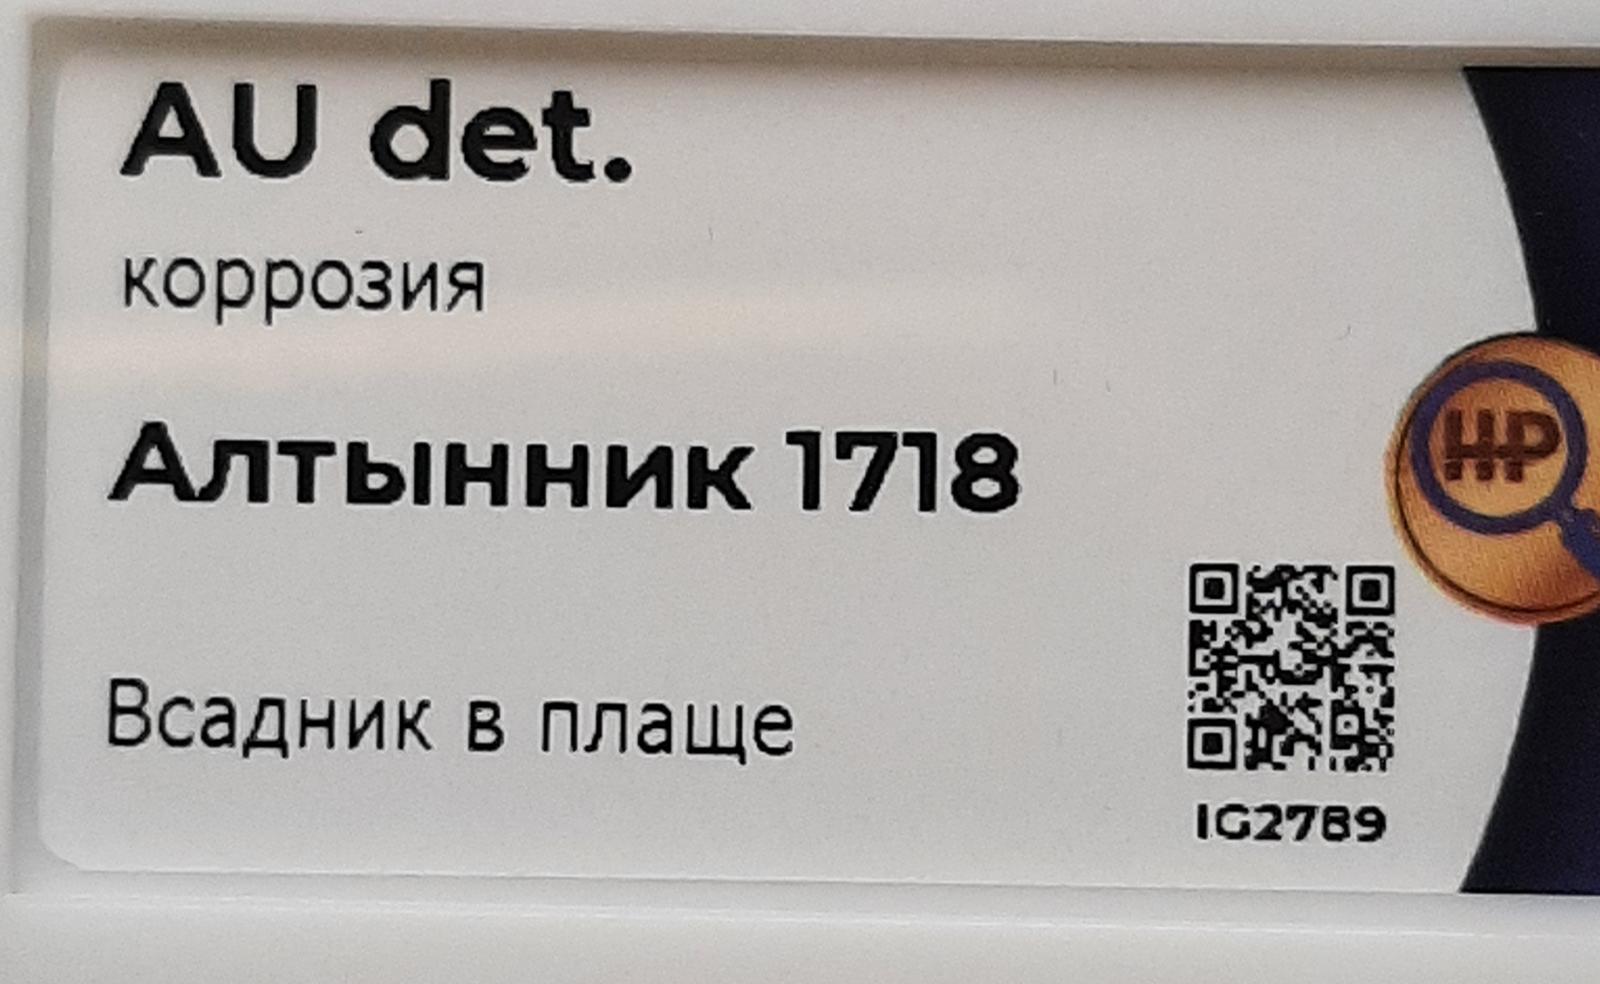 AU det.
коррозия
Алтынник 1718
Всадник в плаще
НР
IG2789